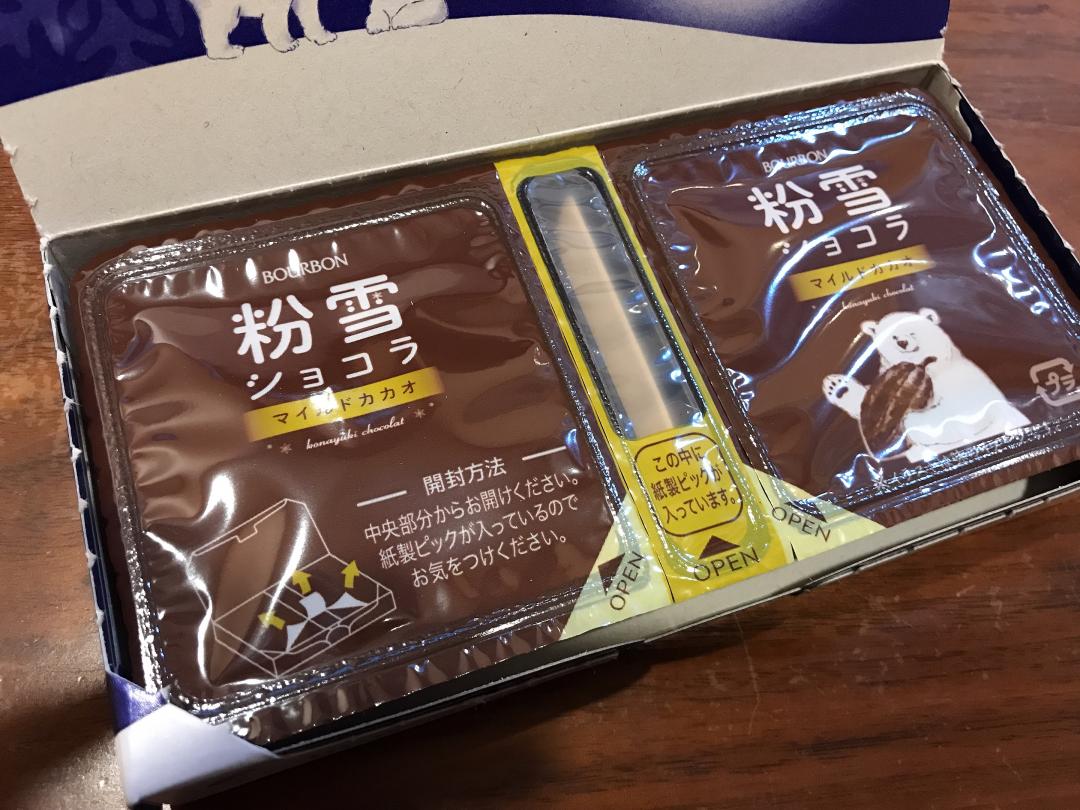 BOURBON
粉雪
ショコラ
マイルドカカオ
konayuki chocolat
開封方法
中央部分からお開けください。
紙製ピックが入っているので
お気をつけください。
OPEN
この中に
紙製ピックが
入っています。
OPEN
BOURBON
粉雪
ショコラ
マイルドカカオ
konayuki chocolat
プラ
OPEN